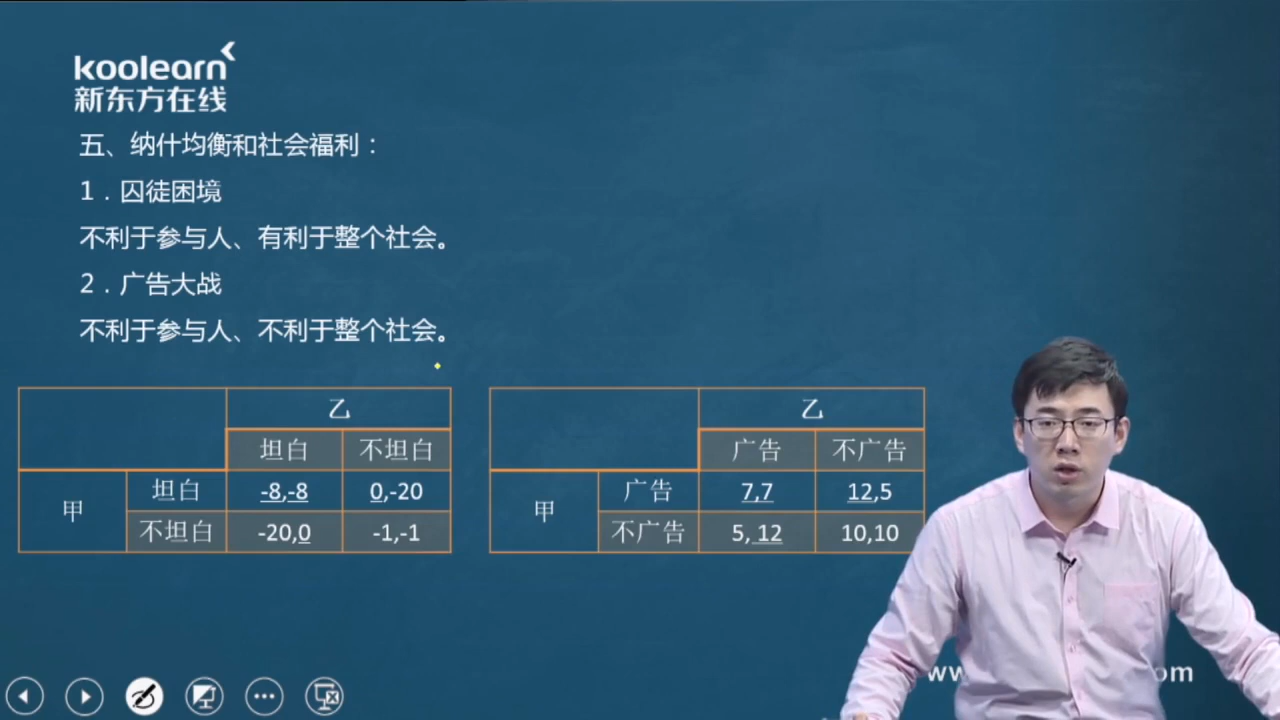 koolearn
新东方在线
五、纳什均衡和社会福利：
1．囚徒困境
不利于参与人、有利于整个社会。
2．广告大战
不利于参与人、不利于整个社会。
乙
坦白 不坦白
甲 坦白 -8,-8 0,-20
不坦白 -20,0 -1,-1
乙
广告 不广告
甲 广告 7,7 12,5
不广告 5, 12 10,10